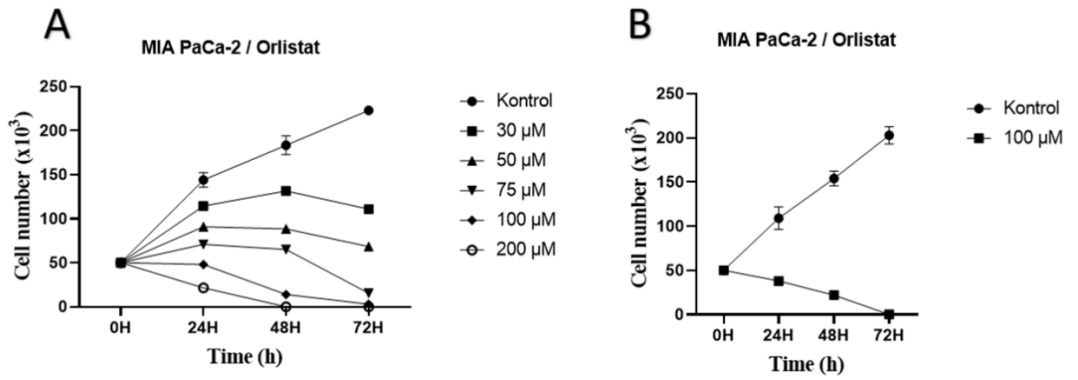 A
MIA PaCa-2 / Orlistat
Cell number (x10³)
250
200
150
100
50
0
0H 24H 48H 72H
Time (h)
Kontrol
30 µM
50 µM
75 µM
100 µM
200 µM
B
MIA PaCa-2 / Orlistat
Cell number (x10³)
250
200
150
100
50
0
0H 24H 48H 72H
Time (h)
Kontrol
100 µM